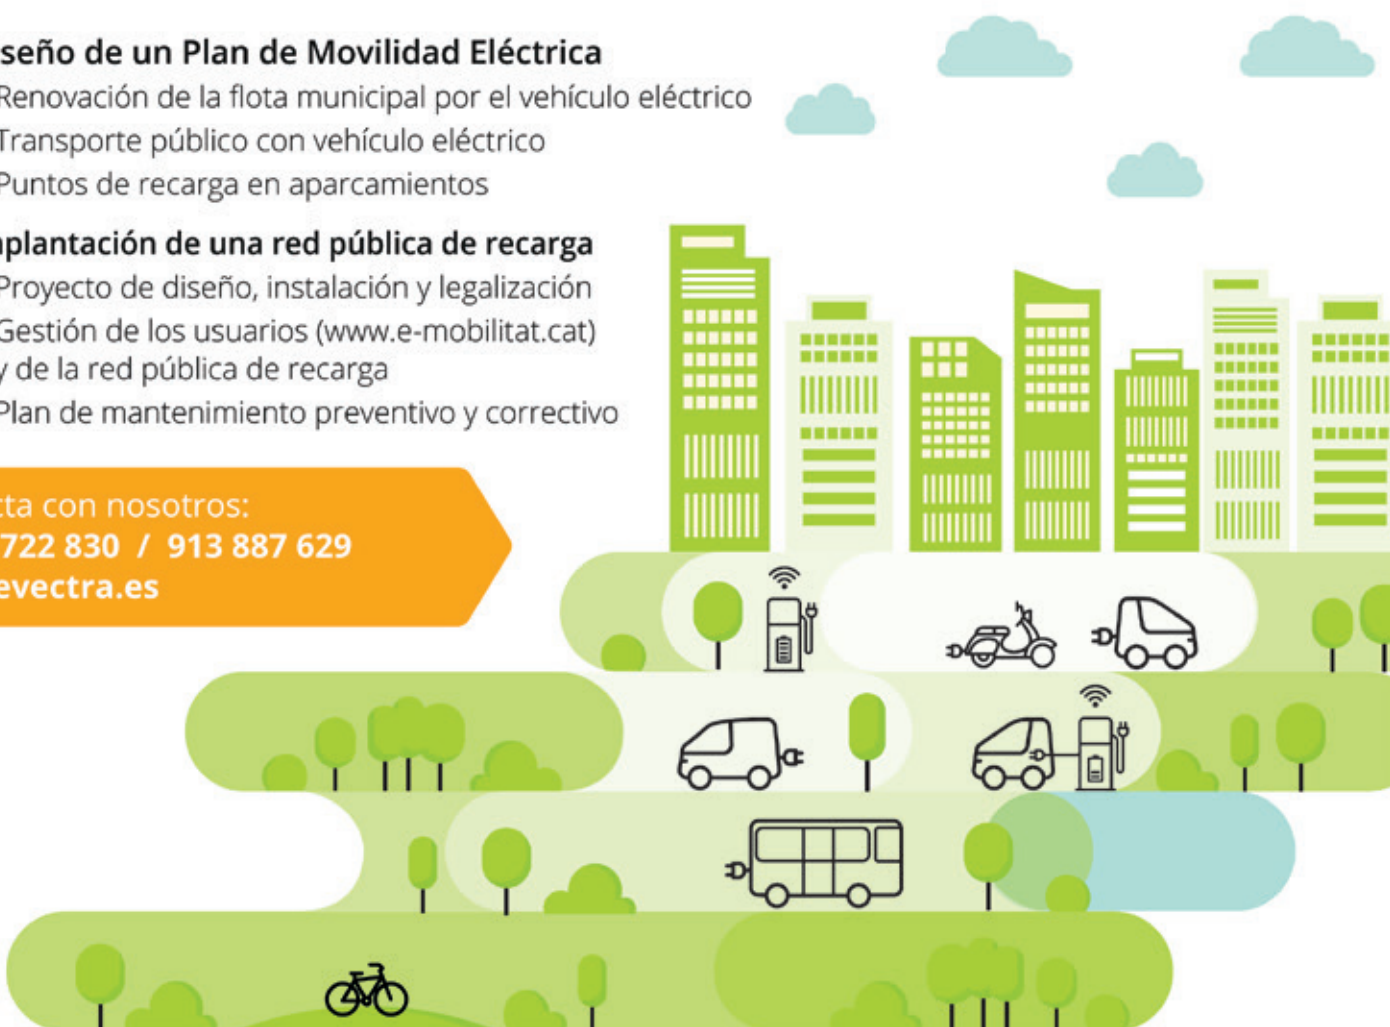 seño de un Plan de Movilidad Eléctrica
Renovación de la flota municipal por el vehículo eléctrico
Transporte público con vehículo eléctrico
Puntos de recarga en aparcamientos
plantación de una red pública de recarga
Proyecto de diseño, instalación y legalización
Gestión de los usuarios (www.e-mobilitat.cat)
y de la red pública de recarga
Plan de mantenimiento preventivo y correctivo
cta con nosotros:
722 830 / 913 887 629
evectra.es